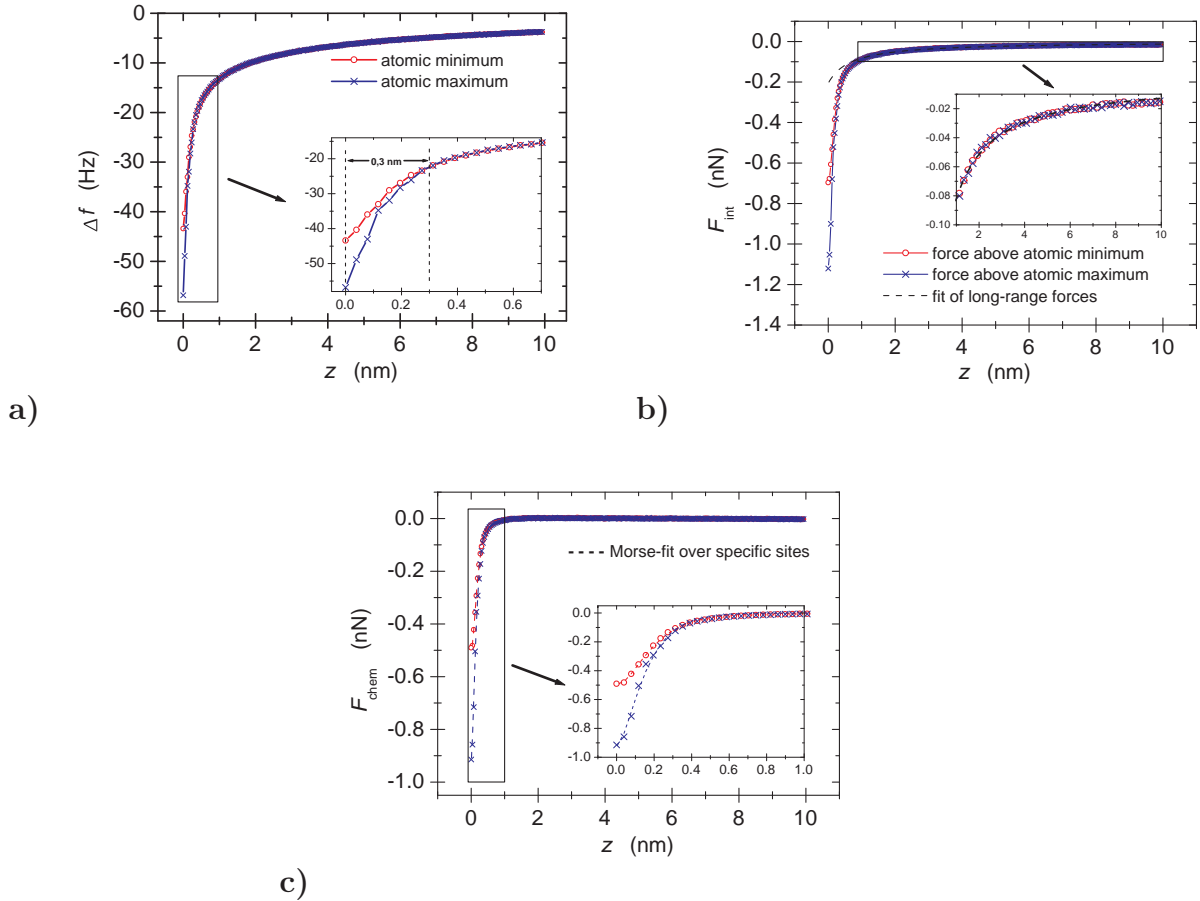 0
-10
-20
-30
-40
-50
-60
Δf (Hz)
atomic minimum
atomic maximum
-20
-30
-40
-50
0,3 nm
0.0 0.2 0.4 0.6
0 2 4 6 8 10
z (nm)
a)
0.0
-0.2
-0.4
-0.6
-0.8
-1.0
-1.2
-1.4
F_int (nN)
-0.02
-0.04
-0.06
-0.08
-0.10
2 4 6 8 10
force above atomic minimum
force above atomic maximum
fit of long-range forces
0 2 4 6 8 10
z (nm)
b)
0.0
-0.2
-0.4
-0.6
-0.8
-1.0
F_chem (nN)
Morse-fit over specific sites
0.0
-0.2
-0.4
-0.6
-0.8
-1.0
0.0 0.2 0.4 0.6 0.8 1.0
0 2 4 6 8 10
z (nm)
c)